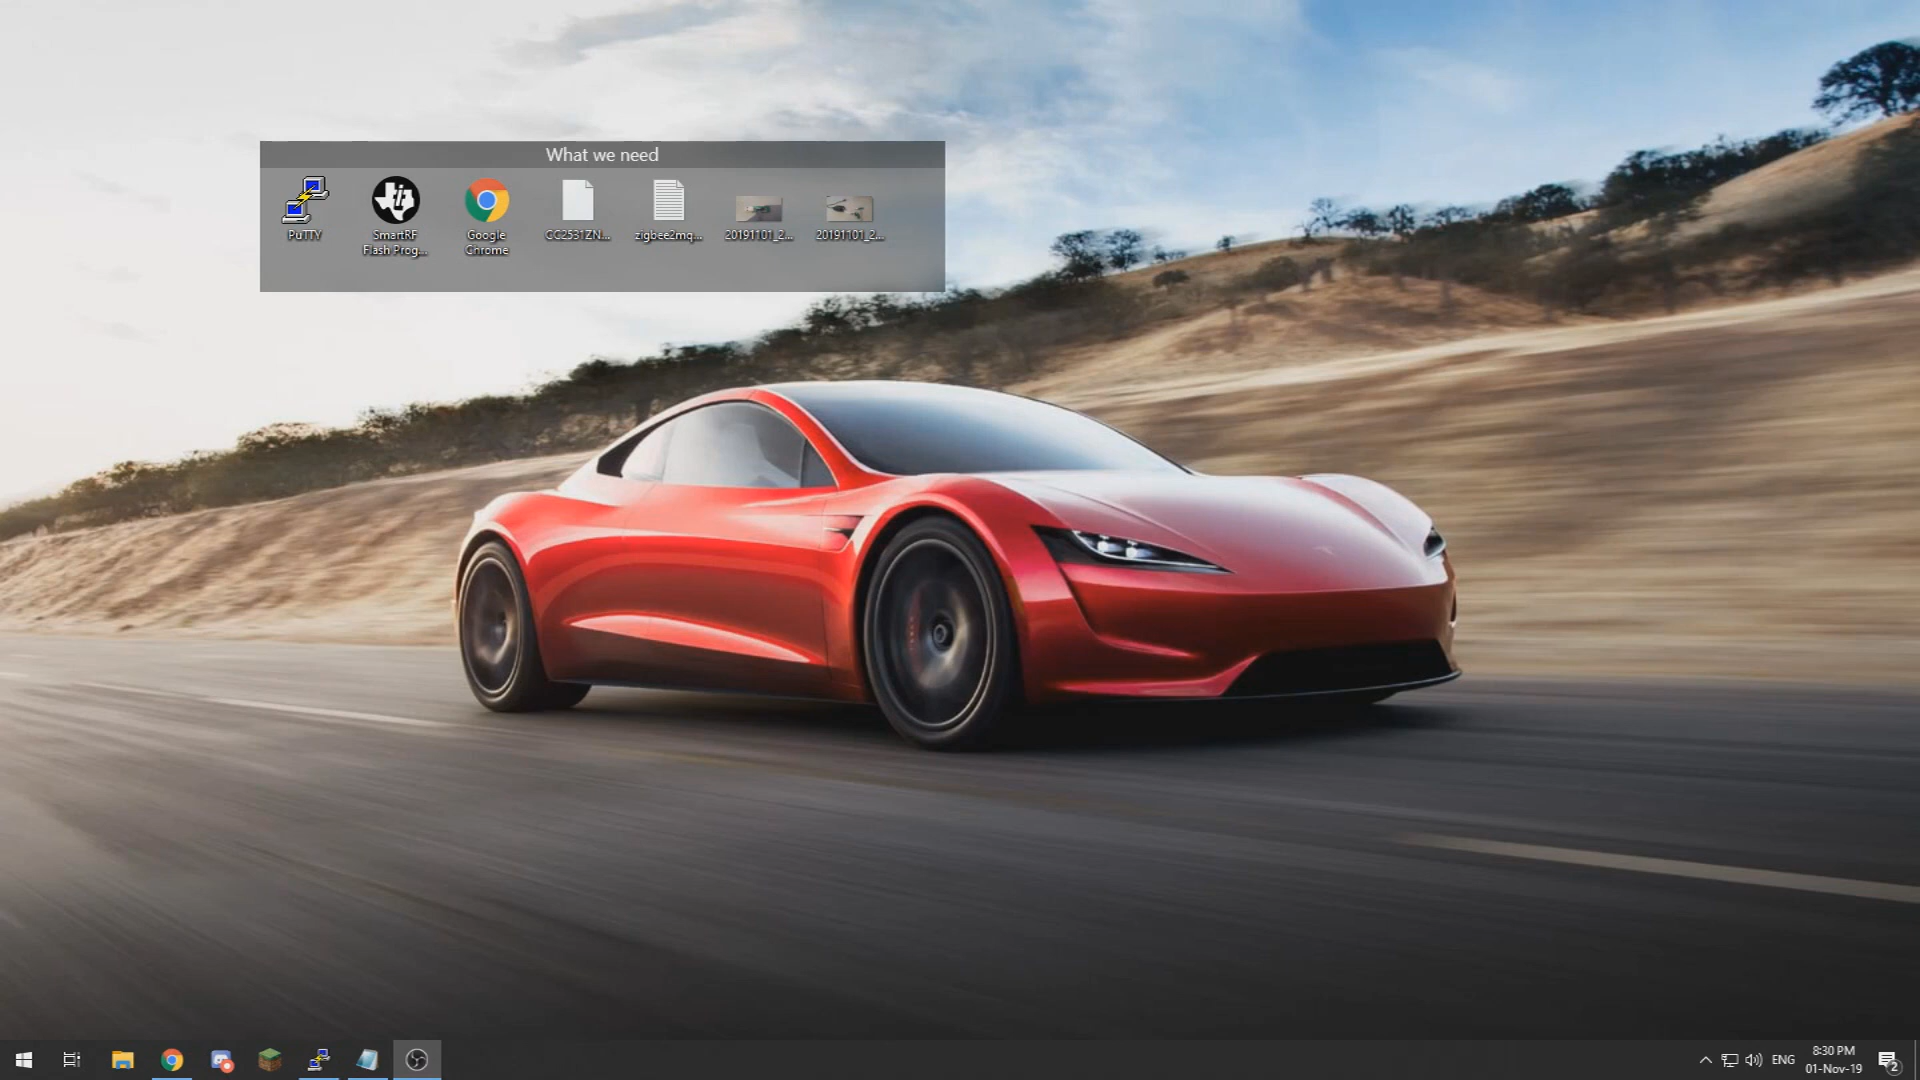 What we need
PuTTY
SmartRF
Flash Prog...
Google
Chrome
CC2531ZN...
zigbee2mq...
20191101_2...
20191101_2...
ENG
8:30 PM
01-Nov-19
2